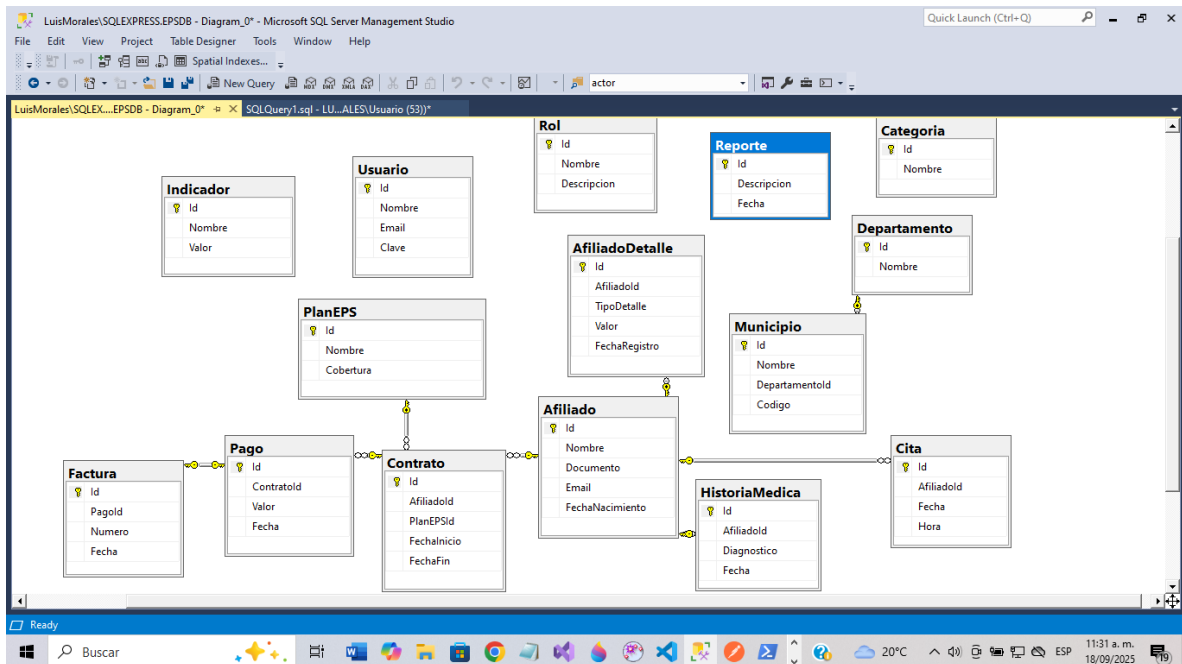 LuisMorales\SQLEXPRESS.EPSDB - Diagram_0* - Microsoft SQL Server Management Studio
Quick Launch (Ctrl+Q)
File Edit View Project Table Designer Tools Window Help
Spatial Indexes...
New Query
actor
LuisMorales\SQLEX....EPSDB - Diagram_0*
SQLQuery1.sql - LU...ALES\Usuario (53))*
Indicador
Id
Nombre
Valor
Usuario
Id
Nombre
Email
Clave
Rol
Id
Nombre
Descripcion
Reporte
Id
Descripcion
Fecha
Categoria
Id
Nombre
Departamento
Id
Nombre
AfiliadoDetalle
Id
AfiliadoId
TipoDetalle
Valor
FechaRegistro
PlanEPS
Id
Nombre
Cobertura
Municipio
Id
Nombre
DepartamentoId
Codigo
Afiliado
Id
Nombre
Documento
Email
FechaNacimiento
Factura
Id
PagoId
Numero
Fecha
Pago
Id
ContratoId
Valor
Fecha
Contrato
Id
AfiliadoId
PlanEPSId
FechaInicio
FechaFin
HistoriaMedica
Id
AfiliadoId
Diagnostico
Fecha
Cita
Id
AfiliadoId
Fecha
Hora
Ready
Buscar
20°C
ESP
11:31 a. m.
18/09/2025
19